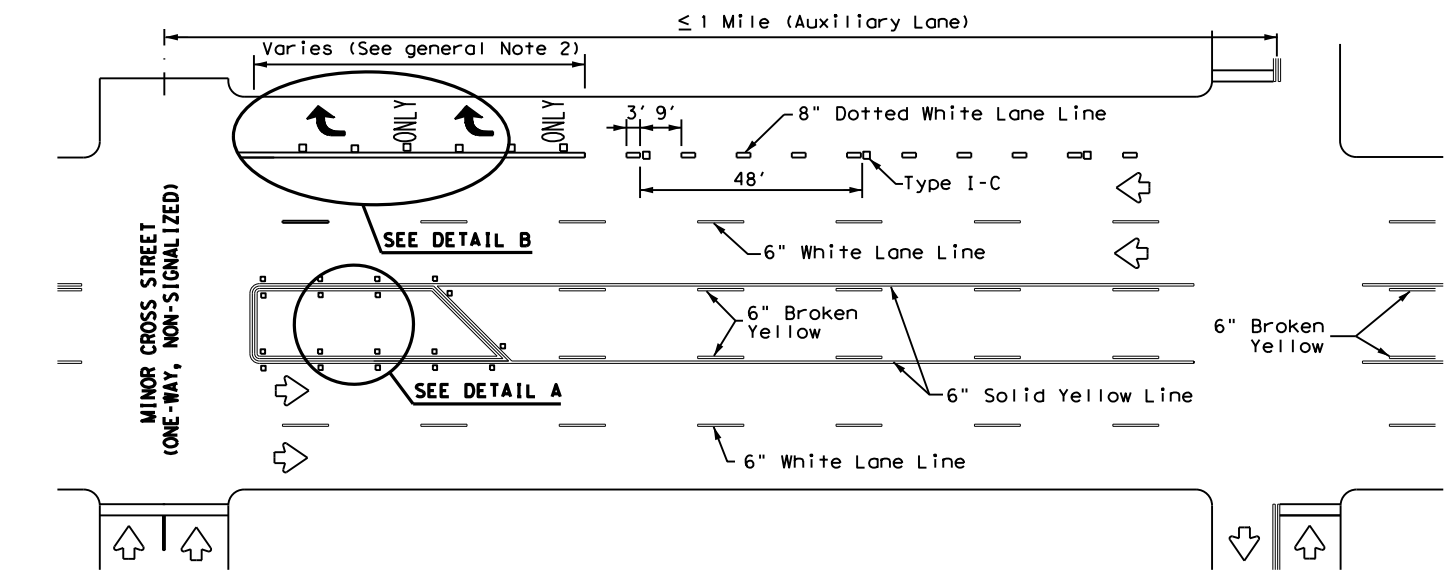 ≤ 1 Mile (Auxiliary Lane)
Varies (See general Note 2)
ONLY
ONLY
3' 9'
8" Dotted White Lane Line
48'
Type I-C
SEE DETAIL B
6" White Lane Line
MINOR CROSS STREET
(ONE-WAY, NON-SIGNALIZED)
6" Broken
Yellow
6" Broken
Yellow
SEE DETAIL A
6" Solid Yellow Line
6" White Lane Line